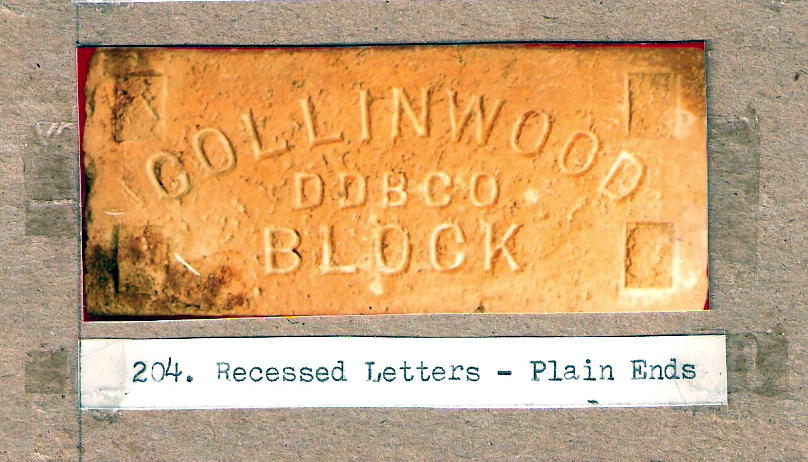 COLLINWOOD
DDBCO
BLOCK
204. Recessed Letters - Plain Ends